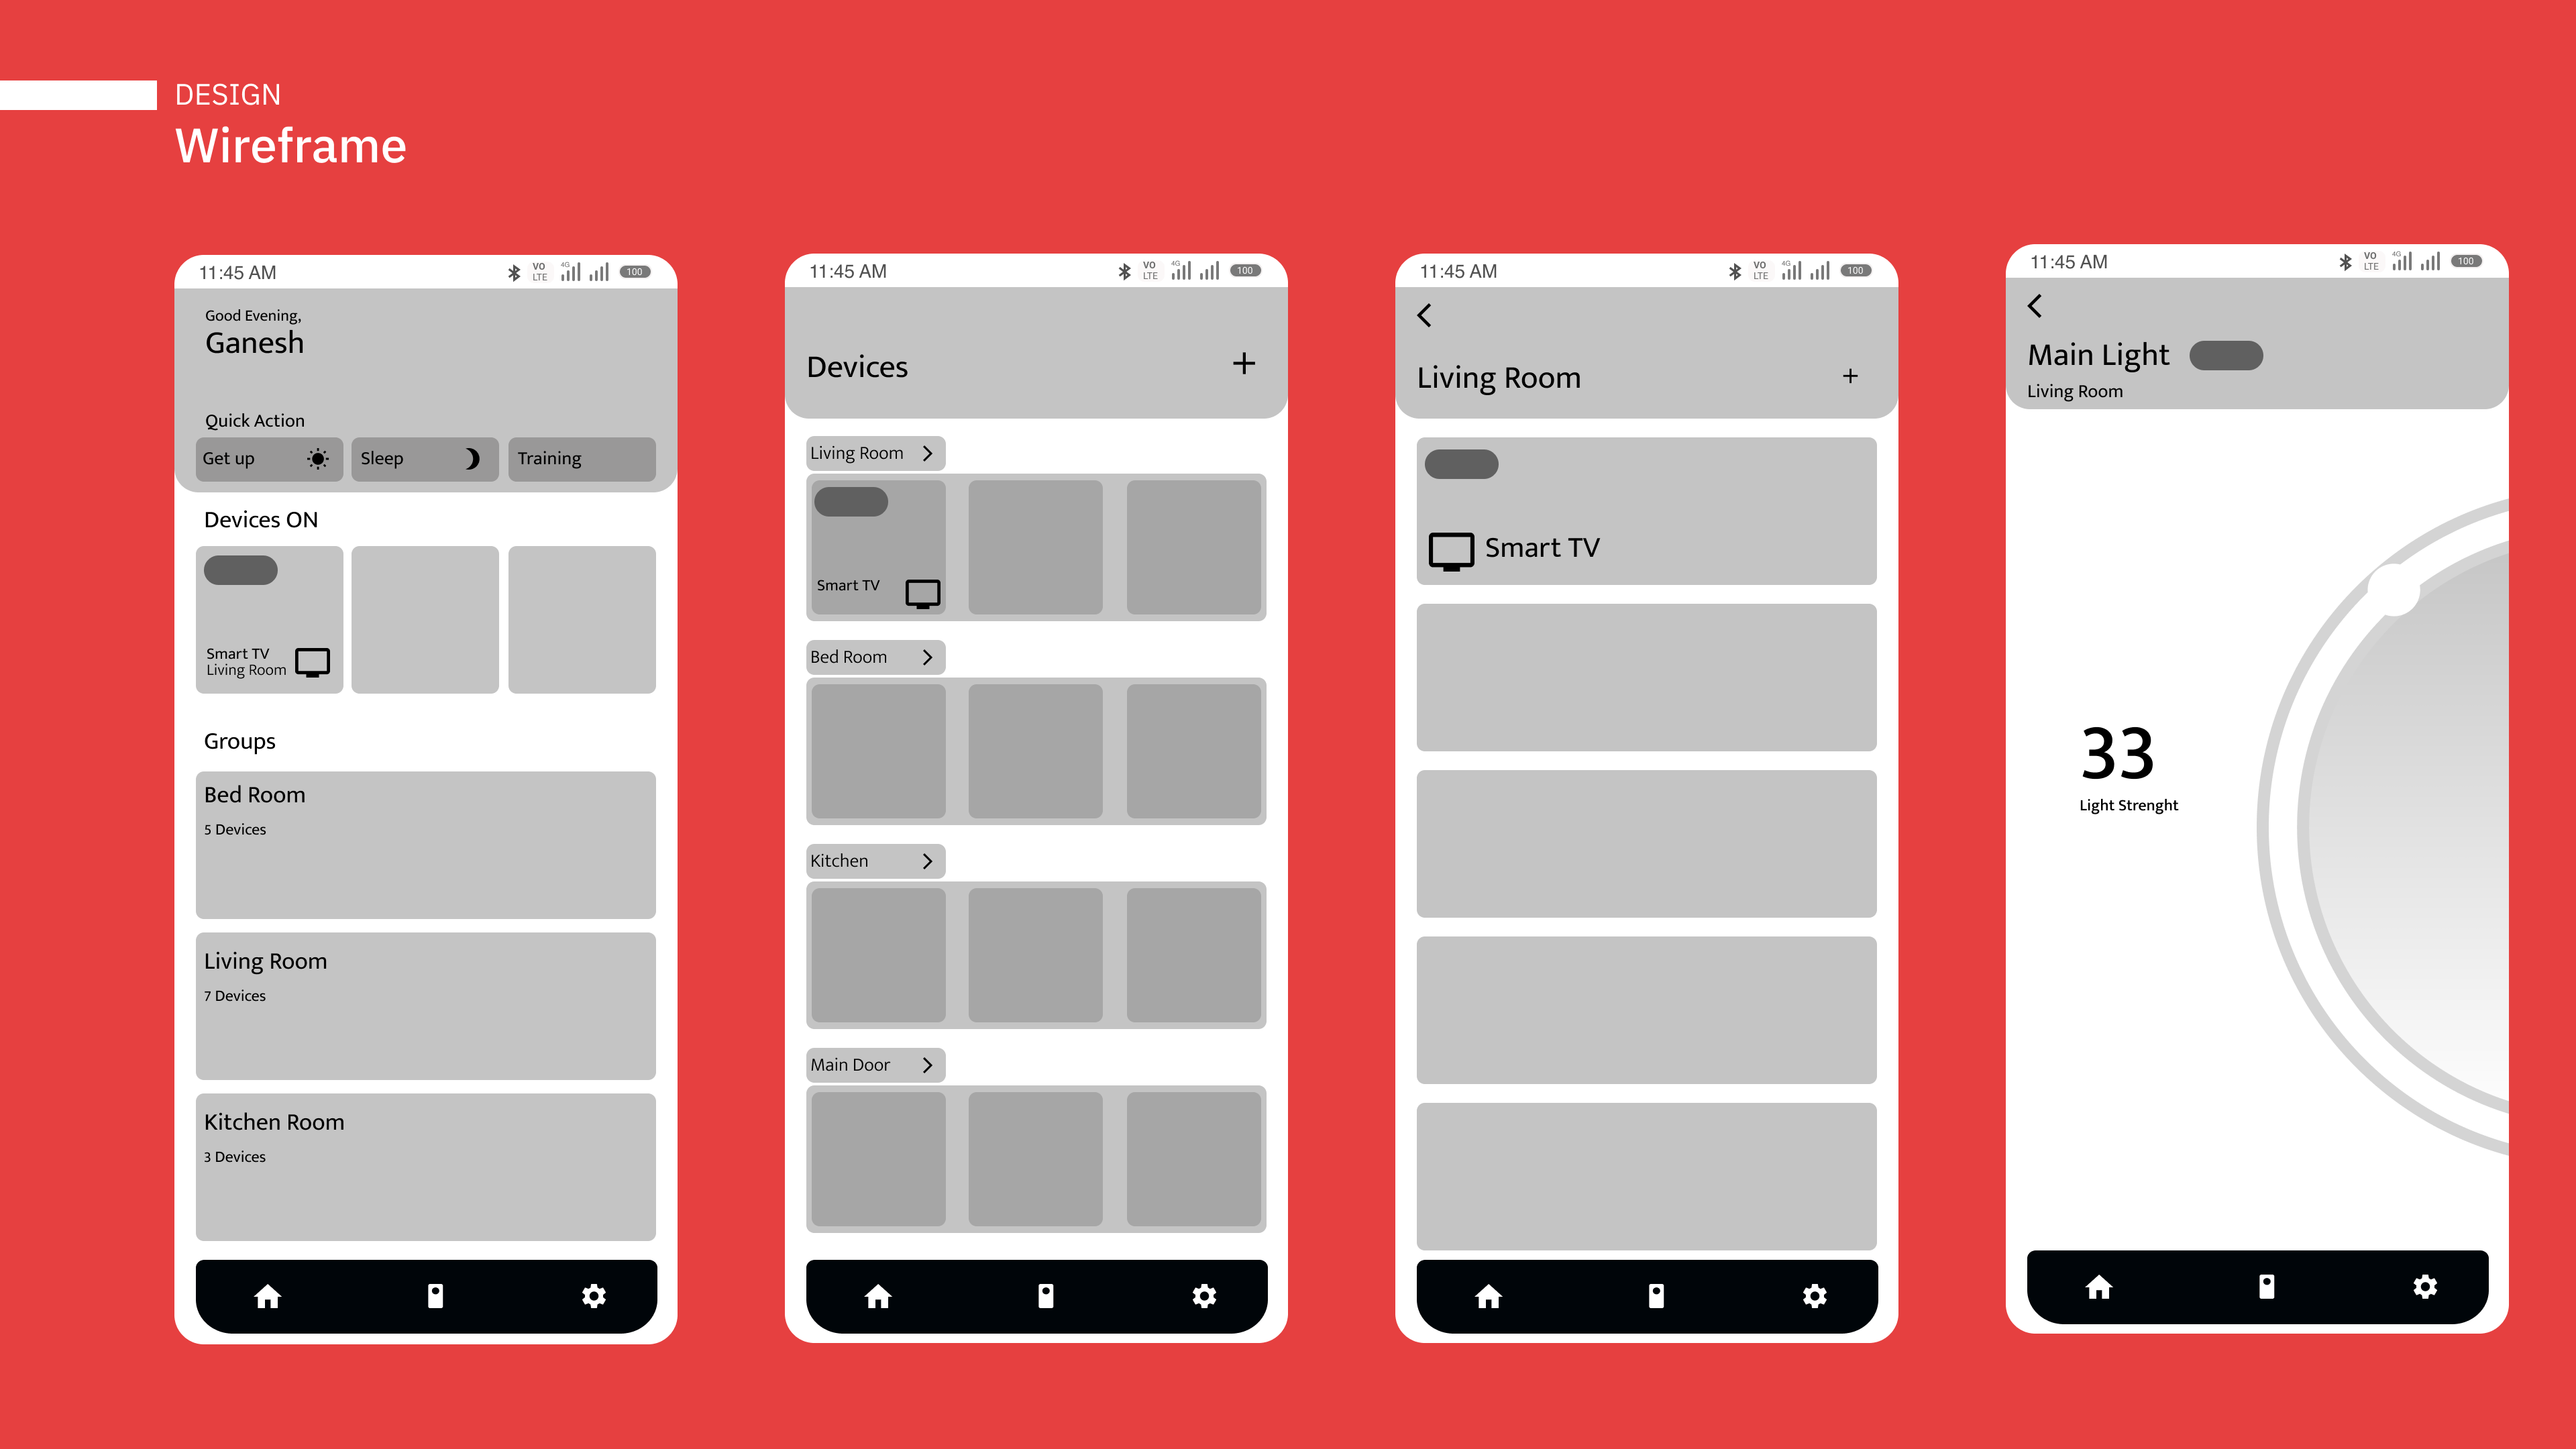 DESIGN
Wireframe
11:45 AM
VO
LTE
4G
100
Good Evening,
Ganesh
Quick Action
Get up
Sleep
Training
Devices ON
Smart TV
Living Room
Groups
Bed Room
5 Devices
Living Room
7 Devices
Kitchen Room
3 Devices
11:45 AM
VO
LTE
4G
100
Devices
Living Room
Smart TV
Bed Room
Kitchen
Main Door
11:45 AM
VO
LTE
4G
100
Living Room
Smart TV
11:45 AM
VO
LTE
4G
100
Main Light
Living Room
33
Light Strenght